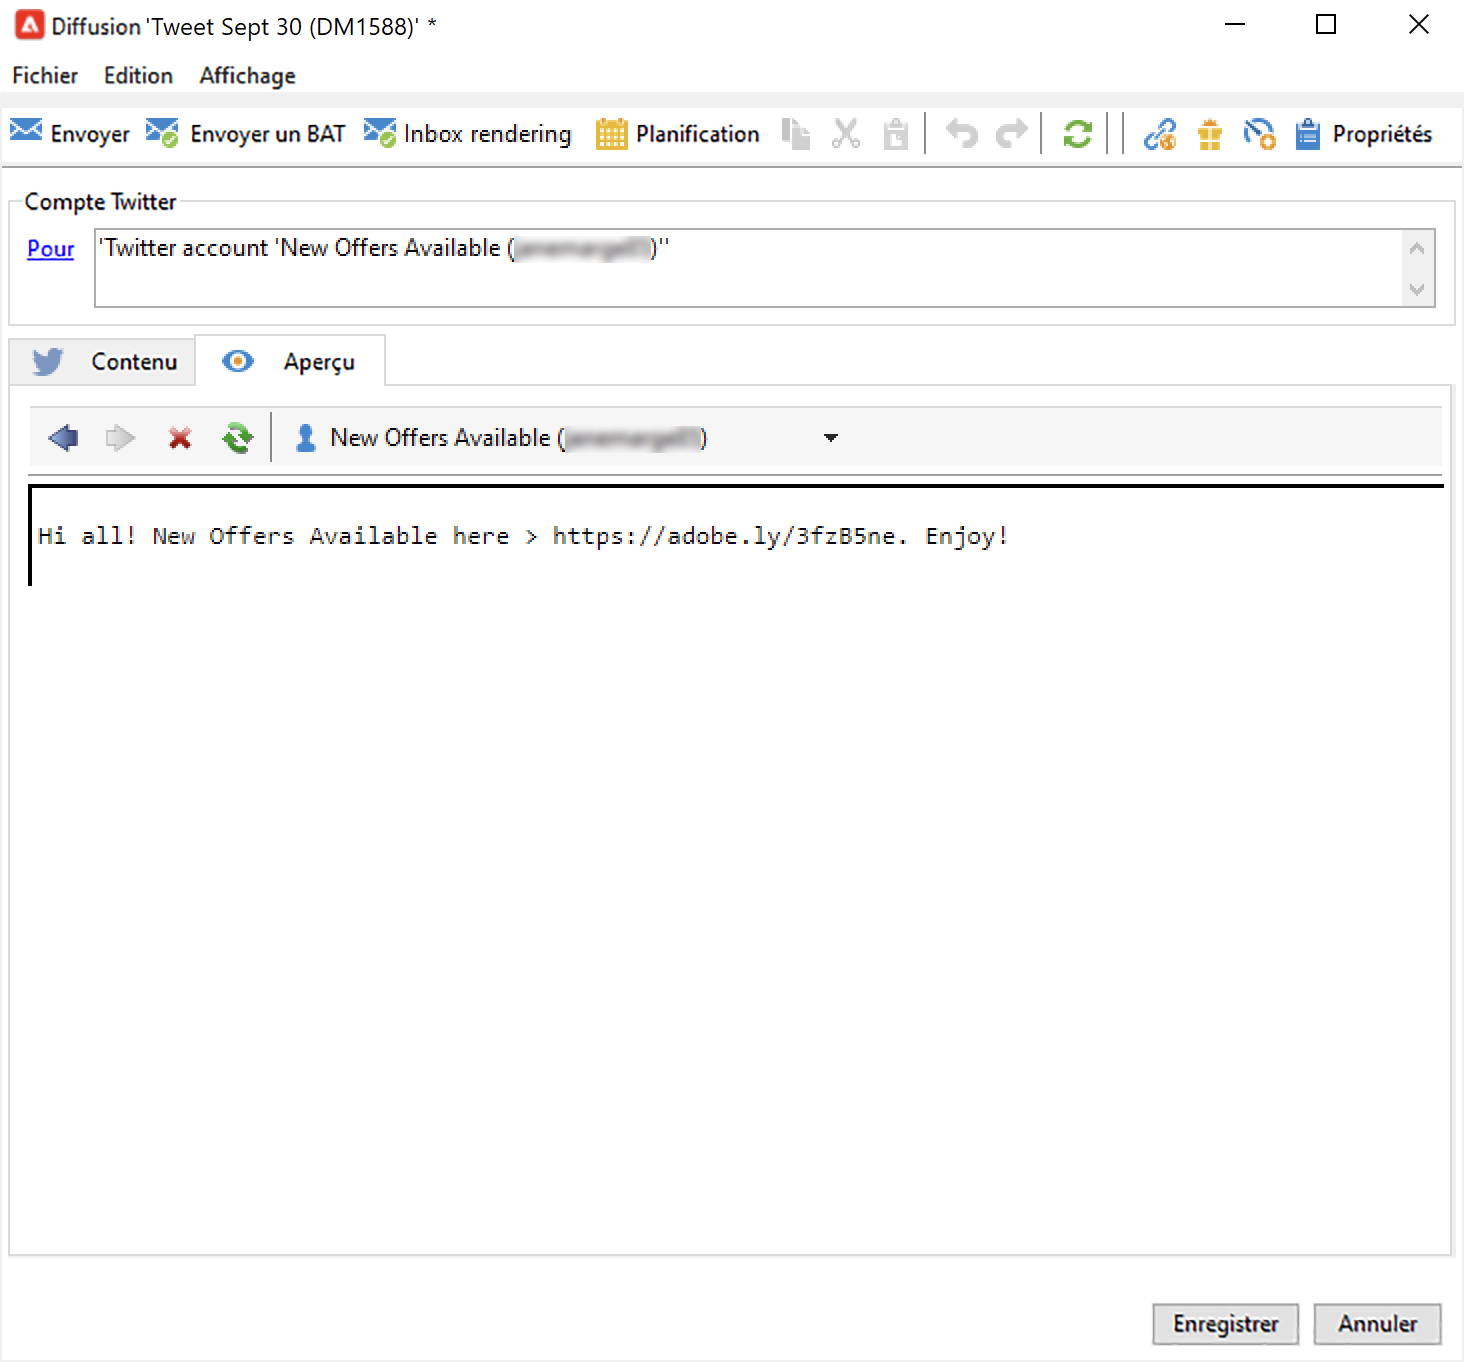 Diffusion 'Tweet Sept 30 (DM1588)' *
Fichier Edition Affichage
Envoyer Envoyer un BAT Inbox rendering Planification Propriétés
Compte Twitter
Pour 'Twitter account 'New Offers Available ()''
Contenu Aperçu
New Offers Available ()
Hi all! New Offers Available here > https://adobe.ly/3fzB5ne. Enjoy!
Enregistrer Annuler